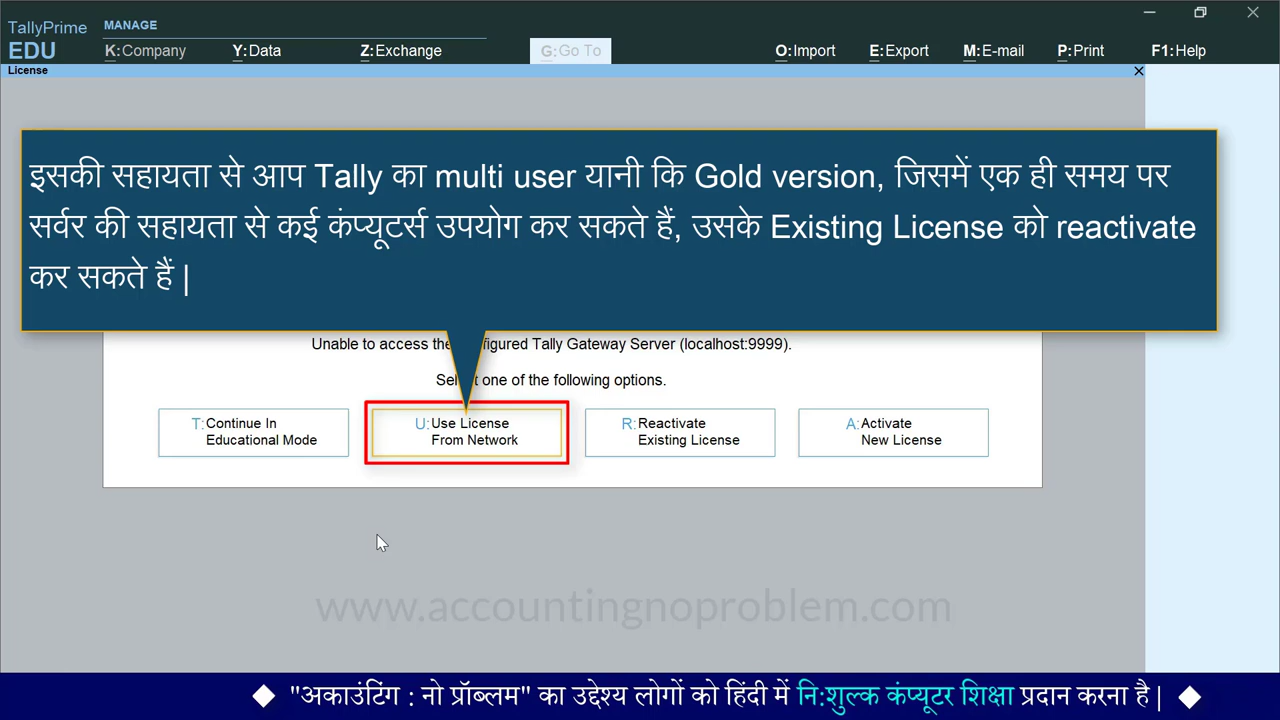 TallyPrime
EDU
MANAGE
K:Company Y:Data Z:Exchange G:Go To O:Import E:Export M:E-mail P:Print F1:Help
License
इसकी सहायता से आप Tally का multi user यानी कि Gold version, जिसमें एक ही समय पर
सर्वर की सहायता से कई कंप्यूटर्स उपयोग कर सकते हैं, उसके Existing License को reactivate
कर सकते हैं |
Unable to access the figured Tally Gateway Server (localhost:9999).
Sel t one of the following options.
T:Continue In
Educational Mode
U:Use License
From Network
R:Reactivate
Existing License
A:Activate
New License
www.accountingnoproblem.com
"अकाउंटिंग : नो प्रॉब्लम" का उद्देश्य लोगों को हिंदी में नि:शुल्क कंप्यूटर शिक्षा प्रदान करना है |